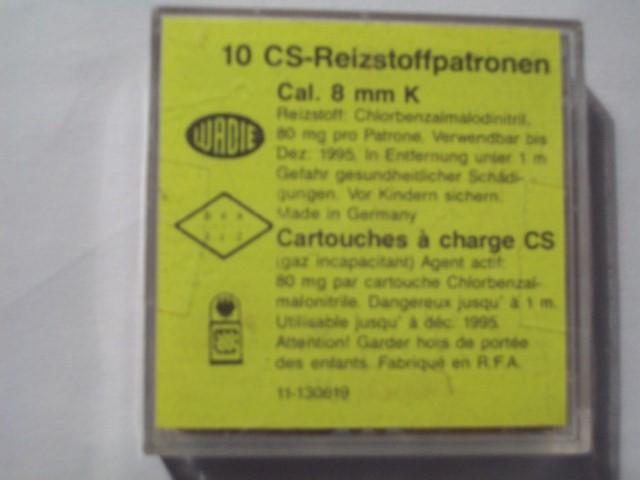 10 CS-Reizstoffpatronen
Cal. 8 mm K
WADIE
Reizstoff: Chlorbenzalmalodinitril,
80 mg pro Patrone. Verwendbar bis
Dez. 1995. In Entfernung unser 1 m
Gefahr gesundheitlicher Schädi-
gungen. Vor Kindern sichern.
Made in Germany
Cartouches à charge CS
(gaz incapacitant) Agent actif:
80 mg par cartouche Chlorbenzal-
malonitrile. Dangereux jusqu' à 1 m.
Utilisable jusqu' à déc. 1995.
Attention! Garder hors de portée
des enfants. Fabriqué en R.F.A.
11-130619